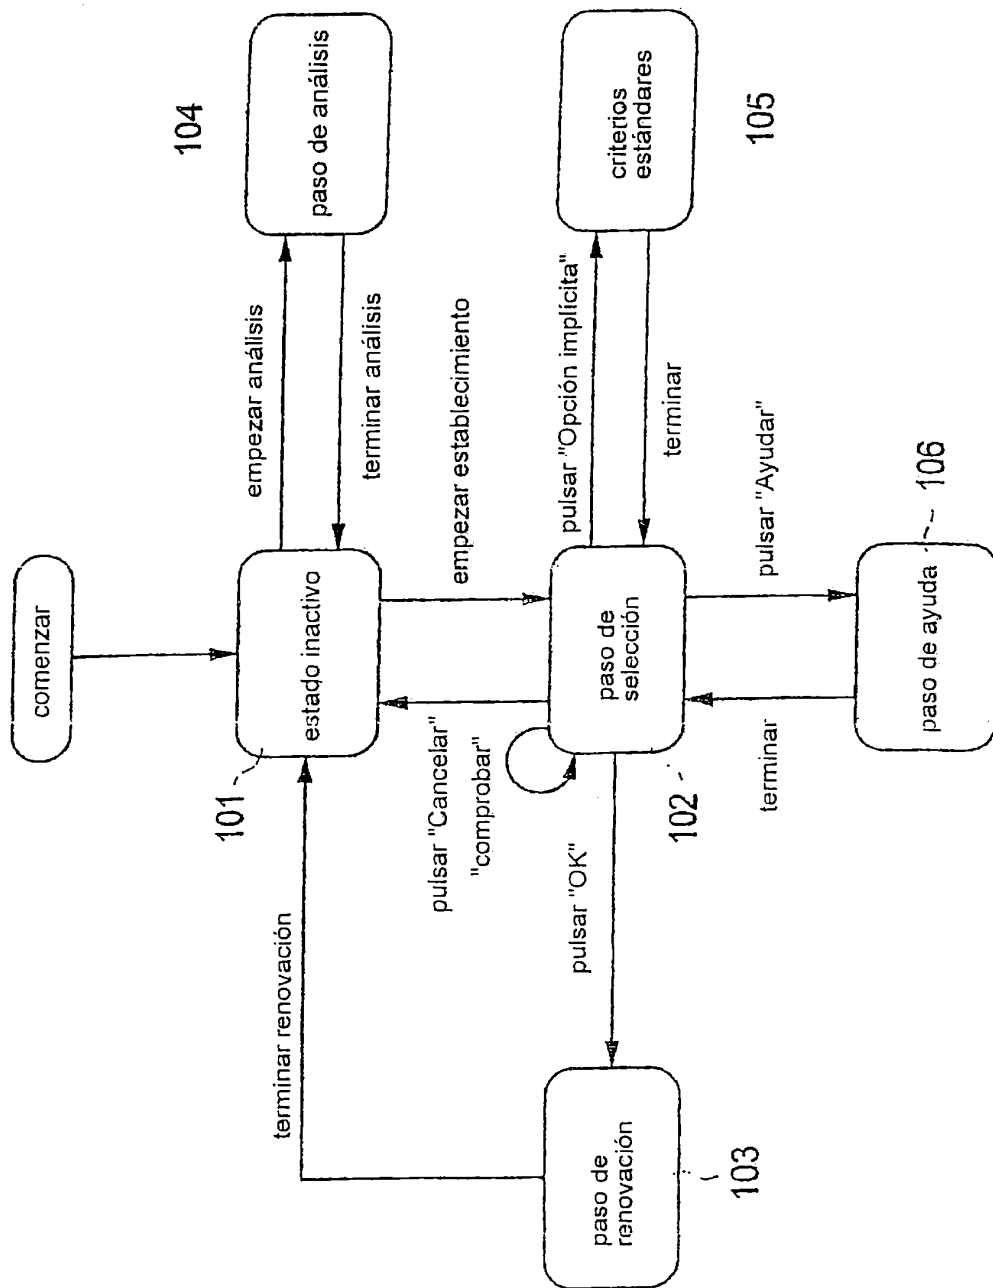 comenzar
104
paso de análisis
empezar análisis
terminar análisis
101
estado inactivo
terminar renovación
empezar establecimiento
pulsar "Cancelar"
"comprobar"
105
criterios
estándares
pulsar "Opción implícita"
terminar
paso de
selección
102
pulsar "OK"
paso de
renovación
103
pulsar "Ayudar"
terminar
paso de ayuda
106